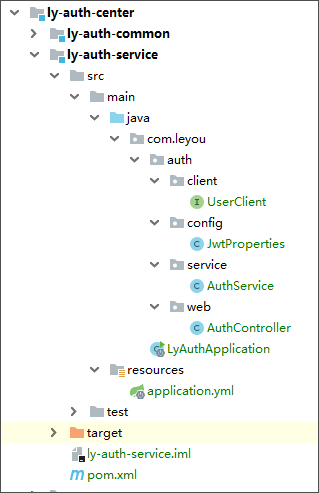 ly-auth-center
ly-auth-common
ly-auth-service
src
main
java
com.leyou
auth
client
UserClient
config
JwtProperties
service
AuthService
web
AuthController
LyAuthApplication
resources
application.yml
test
target
ly-auth-service.iml
pom.xml